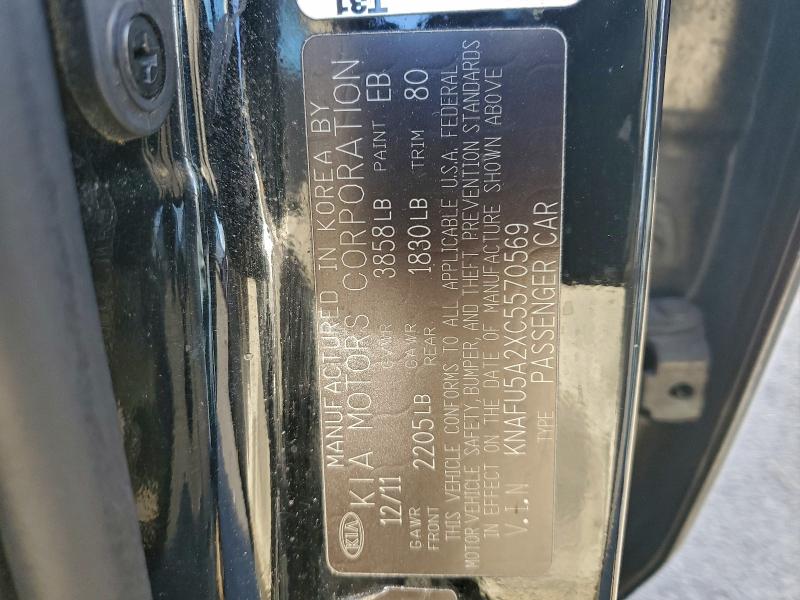 T31
KIA
MANUFACTURED IN KOREA BY
KIA MOTORS CORPORATION
12/11 GVWR 3858LB PAINT EB
GAWR FRONT 2205LB GAWR REAR 1830LB TRIM 80
THIS VEHICLE CONFORMS TO ALL APPLICABLE U.S.A. FEDERAL
MOTOR VEHICLE SAFETY, BUMPER, AND THEFT PREVENTION STANDARDS
IN EFFECT ON THE DATE OF MANUFACTURE SHOWN ABOVE
V.I.N KNAFU5A2XC5570569
TYPE PASSENGER CAR